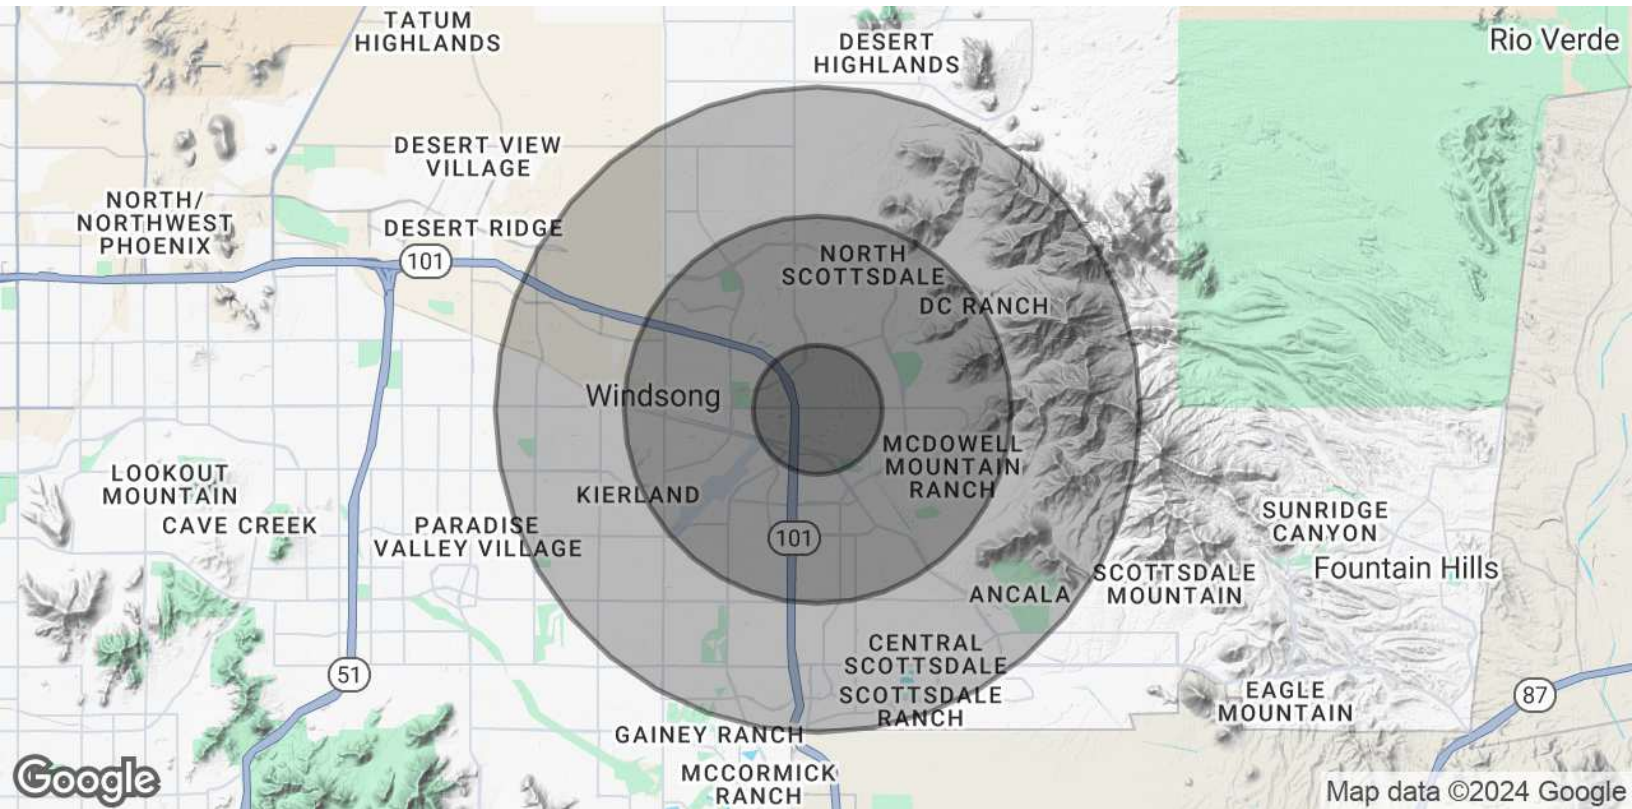 TATUM
HIGHLANDS
DESERT
HIGHLANDS
Rio Verde
DESERT VIEW
VILLAGE
NORTH/
NORTHWEST
PHOENIX
DESERT RIDGE
101
NORTH
SCOTTSDALE
DC RANCH
Windsong
MCDOWELL
MOUNTAIN
RANCH
LOOKOUT
MOUNTAIN
CAVE CREEK
KIERLAND
PARADISE
VALLEY VILLAGE
101
SUNRIDGE
CANYON
Fountain Hills
SCOTTSDALE
MOUNTAIN
ANCALA
CENTRAL
SCOTTSDALE
SCOTTSDALE
RANCH
51
EAGLE
MOUNTAIN
87
GAINEY RANCH
MCCORMICK
RANCH
Google
Map data ©2024 Google